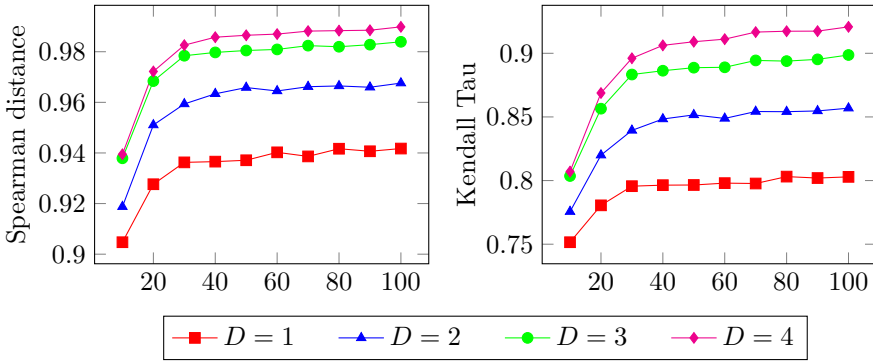 Spearman distance
0.98
0.96
0.94
0.92
0.9
20 40 60 80 100
Kendall Tau
0.9
0.85
0.8
0.75
20 40 60 80 100
D = 1 D = 2 D = 3 D = 4